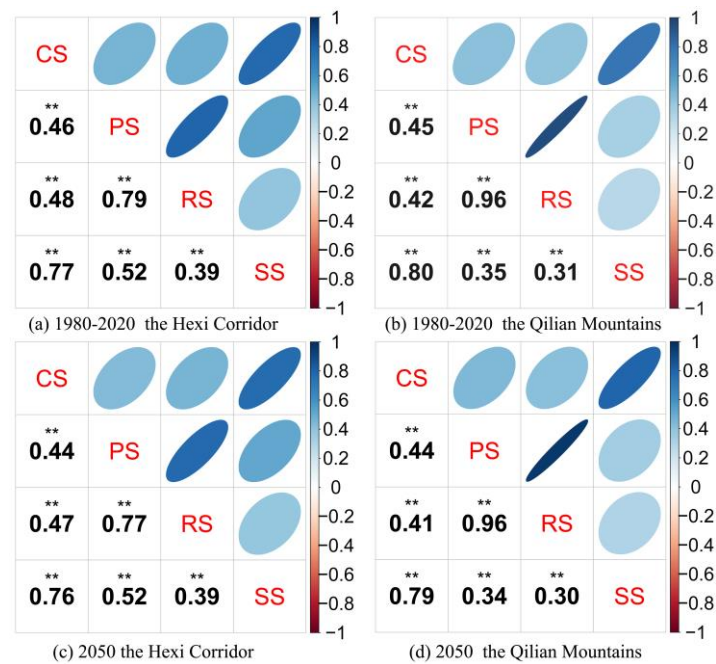 CS
**
0.46 PS
**  **
0.48 0.79 RS
**  **  **
0.77 0.52 0.39 SS
1
0.8
0.6
0.4
0.2
0
−0.2
−0.4
−0.6
−0.8
−1
(a) 1980-2020 the Hexi Corridor
CS
**
0.45 PS
**  **
0.42 0.96 RS
**  **  **
0.80 0.35 0.31 SS
1
0.8
0.6
0.4
0.2
0
−0.2
−0.4
−0.6
−0.8
−1
(b) 1980-2020 the Qilian Mountains
CS
**
0.44 PS
**  **
0.47 0.77 RS
**  **  **
0.76 0.52 0.39 SS
1
0.8
0.6
0.4
0.2
0
−0.2
−0.4
−0.6
−0.8
−1
(c) 2050 the Hexi Corridor
CS
**
0.44 PS
**  **
0.41 0.96 RS
**  **  **
0.79 0.34 0.30 SS
1
0.8
0.6
0.4
0.2
0
−0.2
−0.4
−0.6
−0.8
−1
(d) 2050 the Qilian Mountains